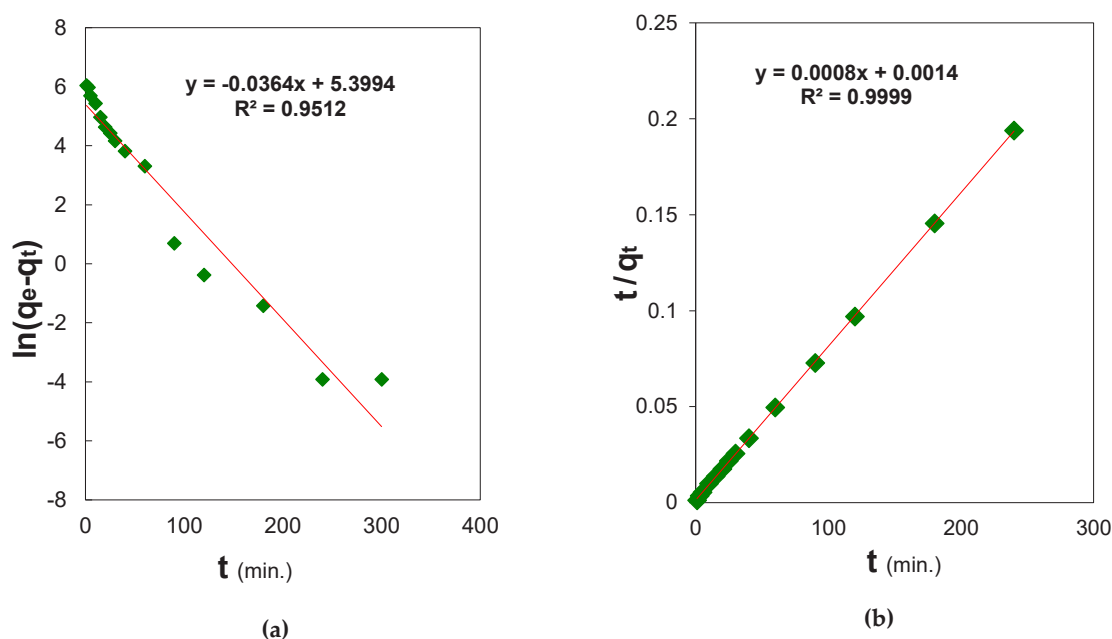 y = -0.0364x + 5.3994
R² = 0.9512
8
6
4
2
0
-2
-4
-6
-8
ln(qe-qt)
0
100
200
300
400
t (min.)
(a)
y = 0.0008x + 0.0014
R² = 0.9999
0.25
0.2
0.15
0.1
0.05
0
t/qt
0
100
200
300
t (min.)
(b)